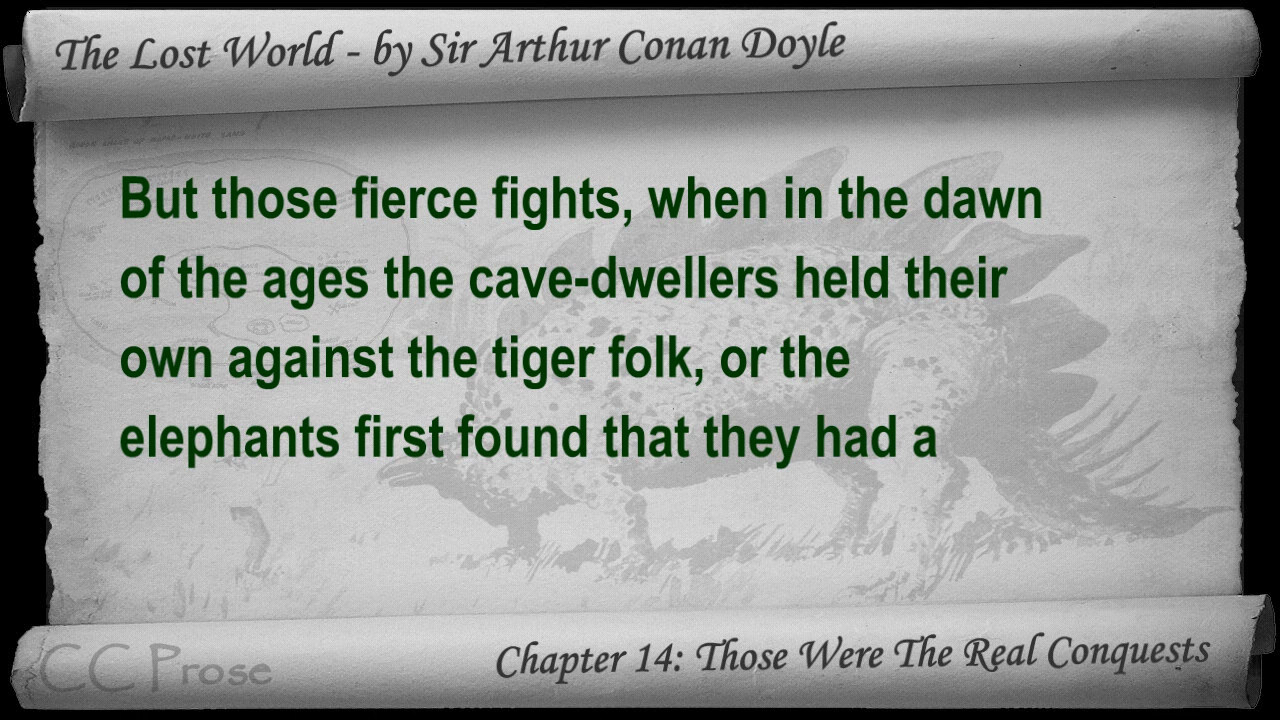 The Lost World - by Sir Arthur Conan Doyle
But those fierce fights, when in the dawn
of the ages the cave-dwellers held their
own against the tiger folk, or the
elephants first found that they had a
CC Prose
Chapter 14: Those Were The Real Conquests